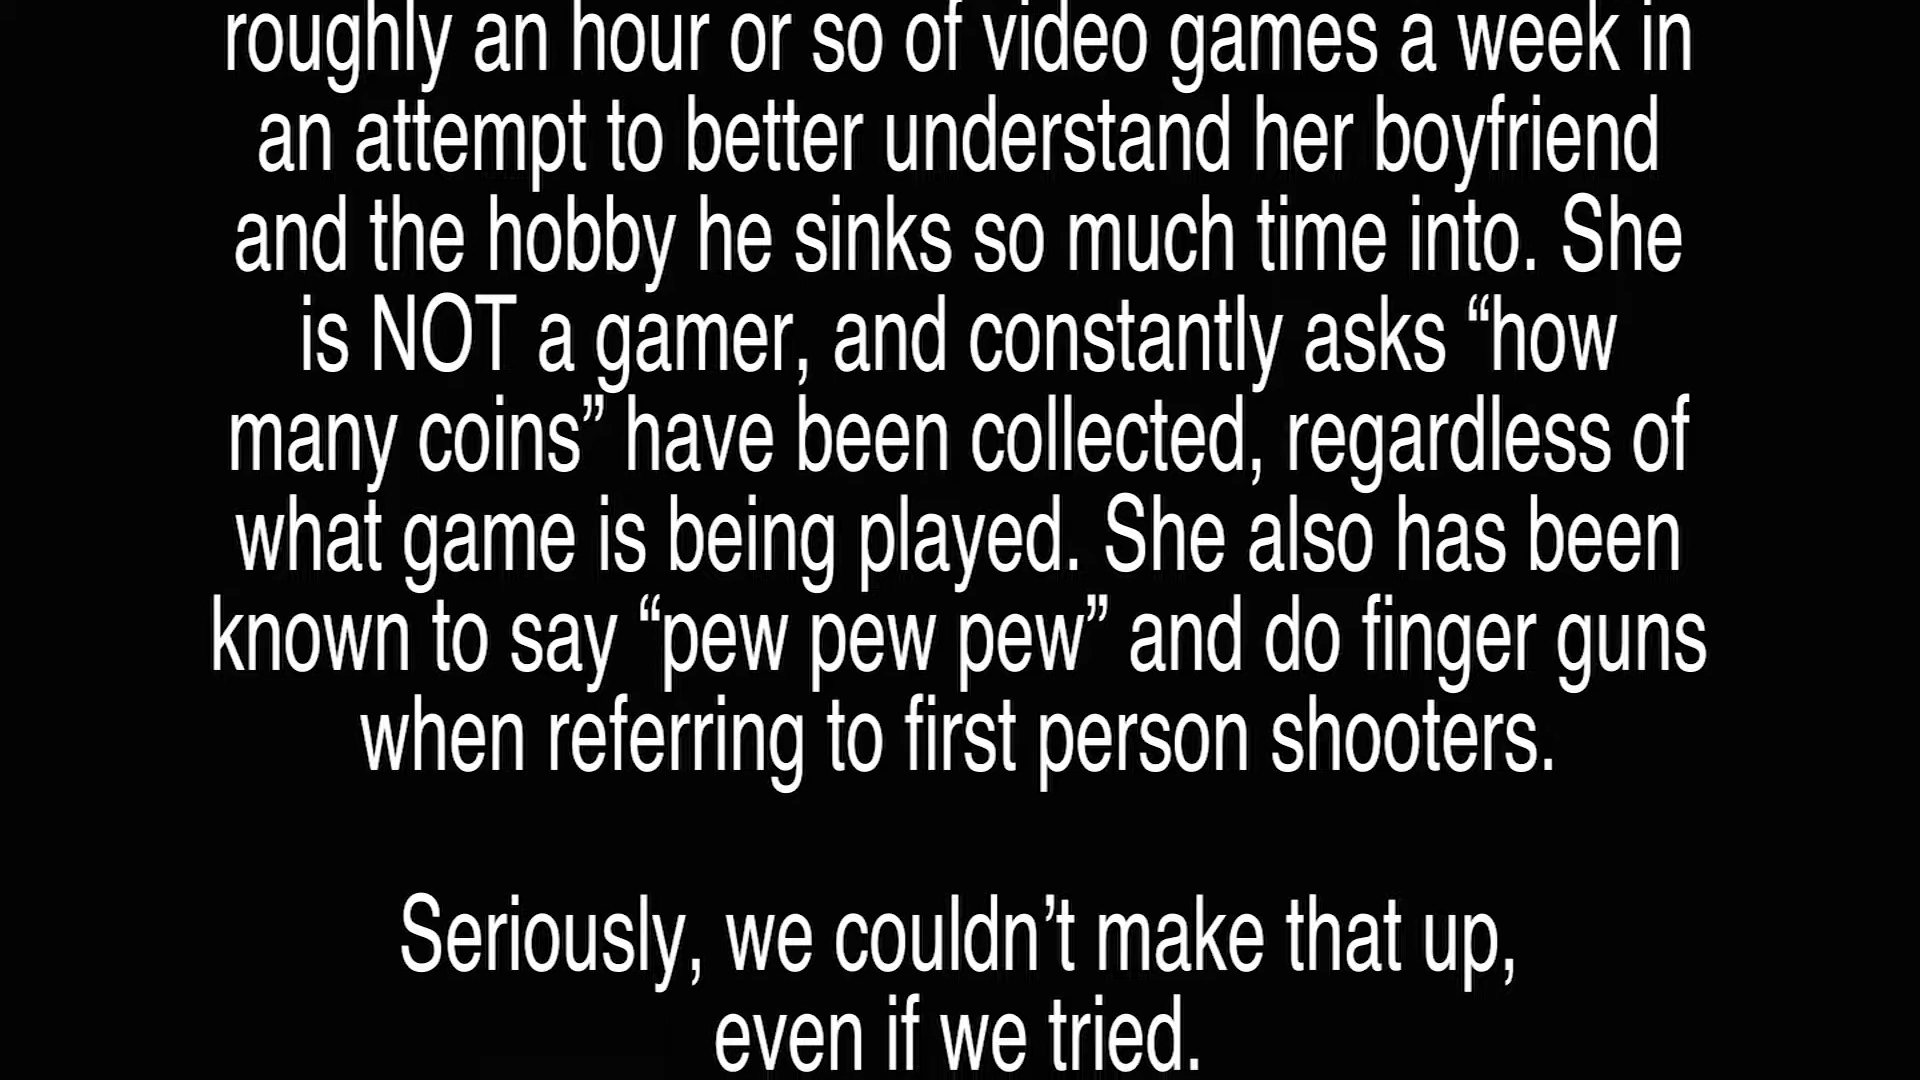 roughly an hour or so of video games a week in
an attempt to better understand her boyfriend
and the hobby he sinks so much time into. She
is NOT a gamer, and constantly asks “how
many coins” have been collected, regardless of
what game is being played. She also has been
known to say “pew pew pew” and do finger guns
when referring to first person shooters.
Seriously, we couldn’t make that up,
even if we tried.